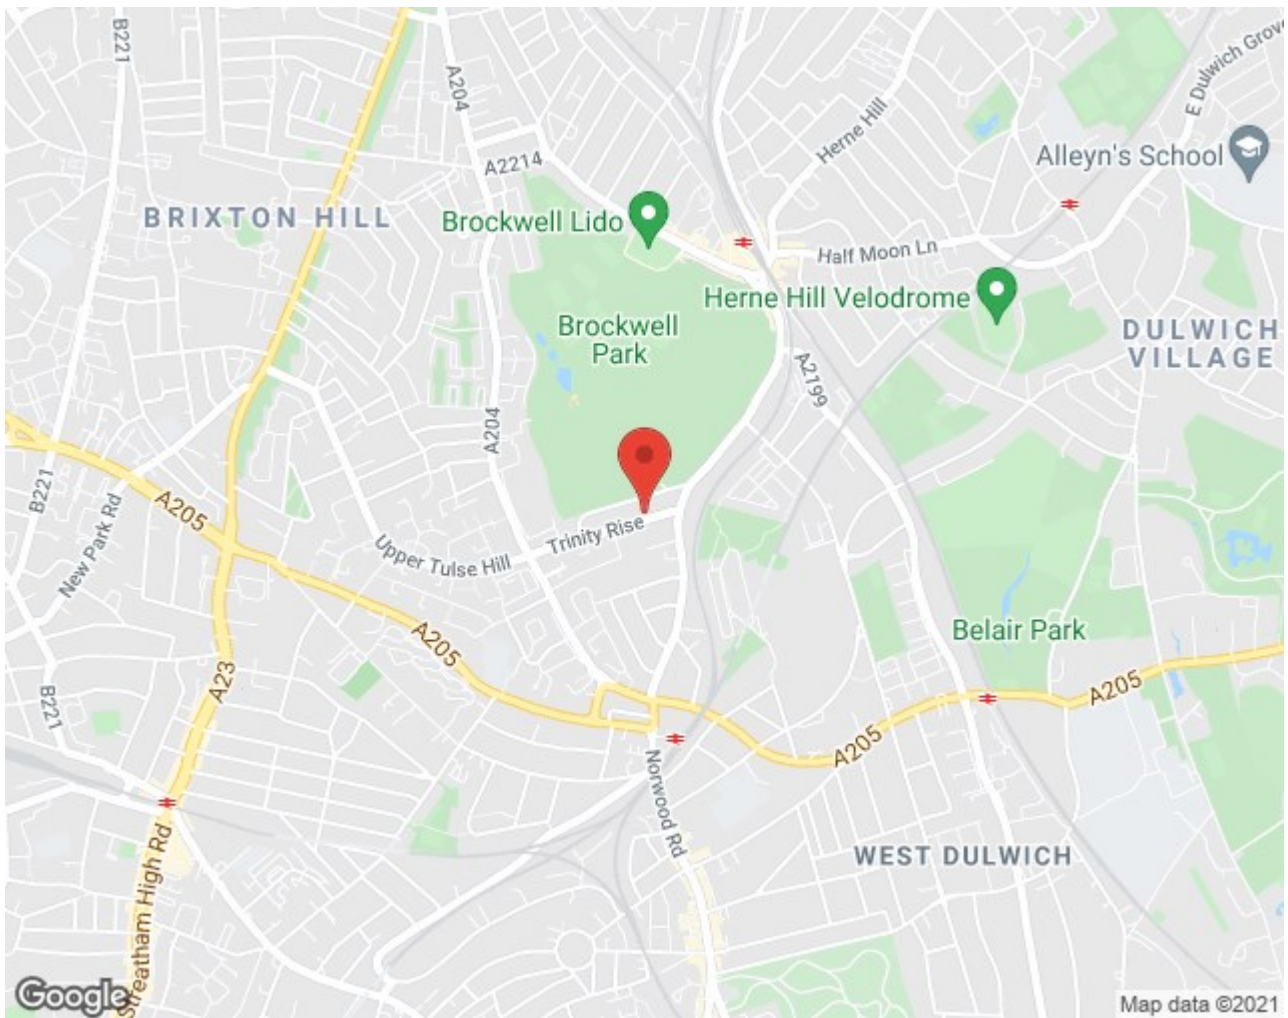 B221
A204
E Dulwich Grove
Herne Hill
A2214
Alleyn's School
BRIXTON HILL
Brockwell Lido
Half Moon Ln
Herne Hill Velodrome
Brockwell
Park
DULWICH
VILLAGE
A2199
A204
B221
A205
New Park Rd
Upper Tulse Hill
Trinity Rise
Belair Park
A205
A23
B221
A205
A205
Norwood Rd
Streatham High Rd
WEST DULWICH
Google
Map data ©2021